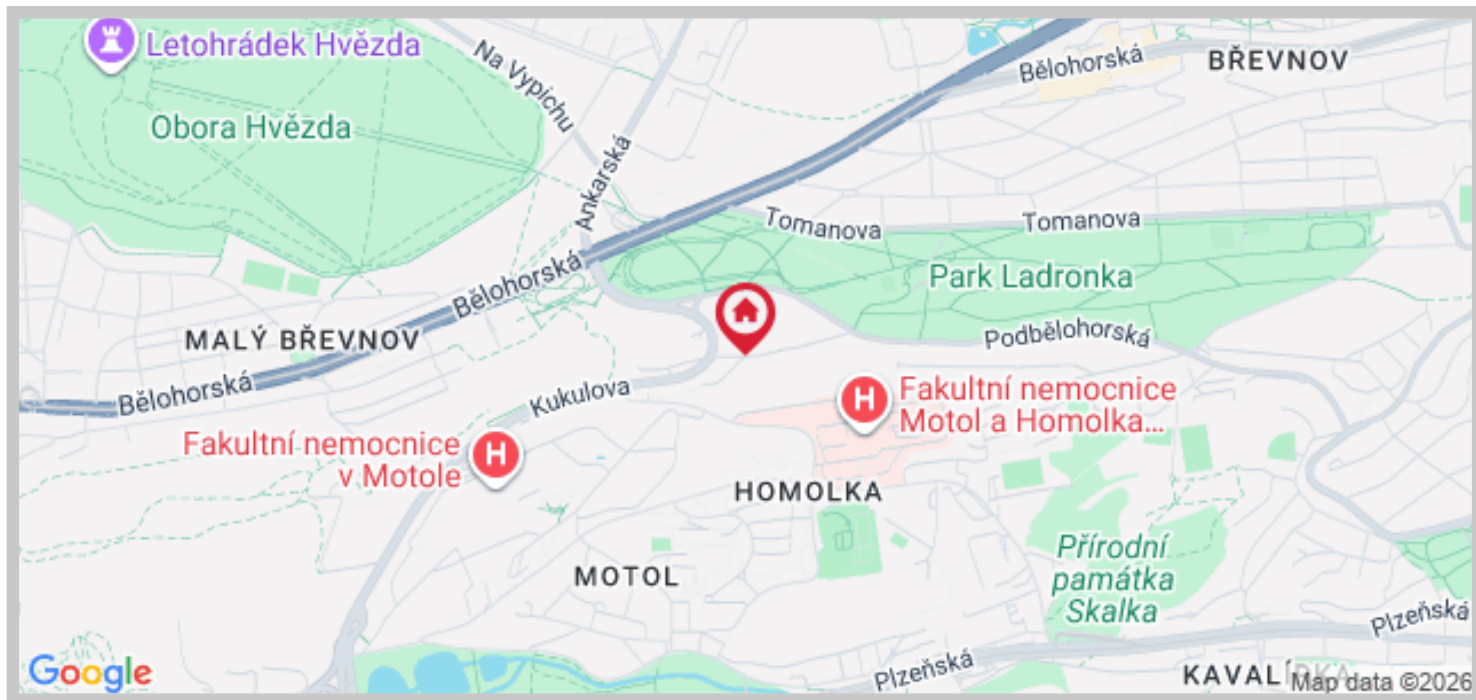 Letohrádek Hvězda
Na Vypichu
Bělohorská
BŘEVNOV
Obora Hvězda
Ankarská
Tomanova
Tomanova
Bělohorská
Park Ladronka
MALÝ BŘEVNOV
Podbělohorská
Bělohorská
Kukulova
Fakultní nemocnice
Motol a Homolka...
Fakultní nemocnice
v Motole
H
H
HOMOLKA
MOTOL
Přírodní
památka
Skalka
Plzeňská
Plzeňská
Google
KAVALÍRKA
Map data ©2026